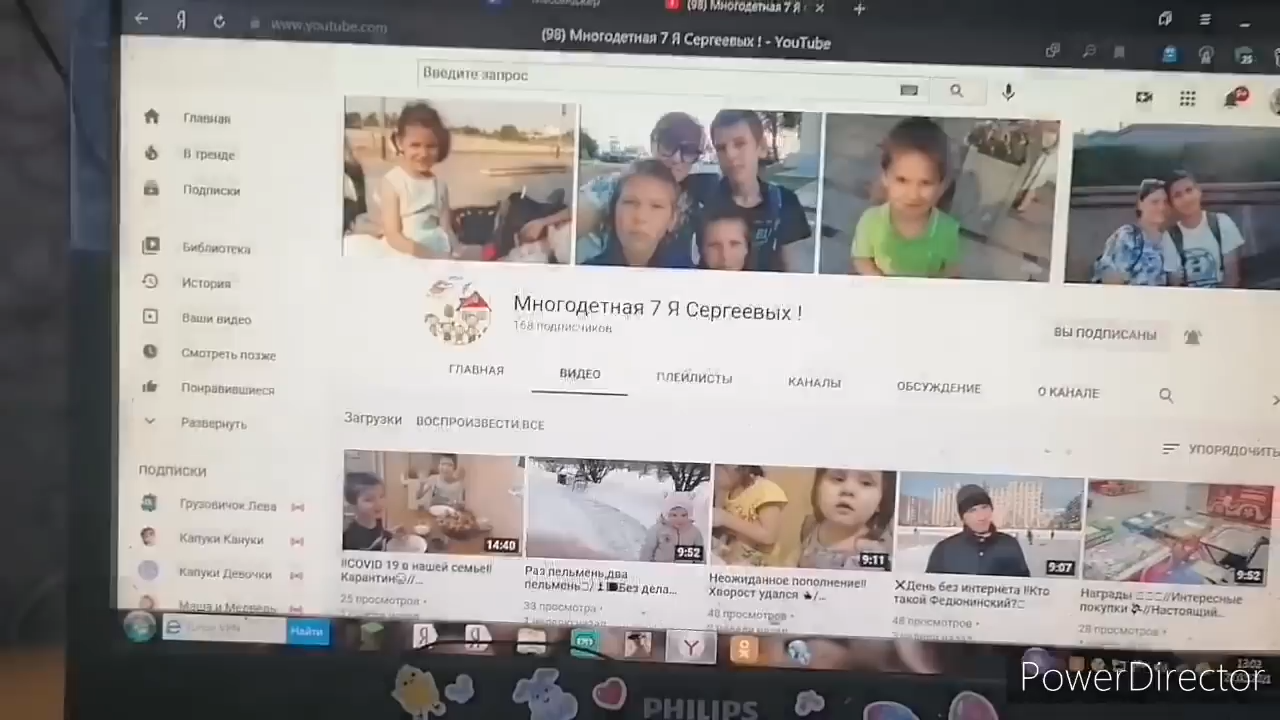 (98) Многодетная 7 Я
www.youtube.com
(98) Многодетная 7 Я Сергеевых ! - YouTube
25
Введите запрос
9+
Главная
В тренде
Подписки
Библиотека
История
Ваши видео
Смотреть позже
Понравившиеся
Развернуть
ПОДПИСКИ
Грузовичок Лева
Капуки Кануки
Капуки Девочки
Маша и Медведь
Многодетная 7 Я Сергеевых !
168 подписчиков
ВЫ ПОДПИСАНЫ
ГЛАВНАЯ
ВИДЕО
ПЛЕЙЛИСТЫ
КАНАЛЫ
ОБСУЖДЕНИЕ
О КАНАЛЕ
Загрузки
ВОСПРОИЗВЕСТИ ВСЕ
УПОРЯДОЧИТЬ
14:40
9:52
9:11
9:07
9:52
!!COVID 19 в нашей семье!!
Карантин //...
25 просмотров •
Раз пельмень,два
пельмень / Без дела...
33 просмотра •
Неожиданное пополнение!!
Хворост удался /...
48 просмотров •
День без интернета !!Кто
такой Федюнинский?
48 просмотров •
Награды //Интересные
покупки //Настоящий...
28 просмотров •
Найти
13:03
PowerDirector
PHILIPS